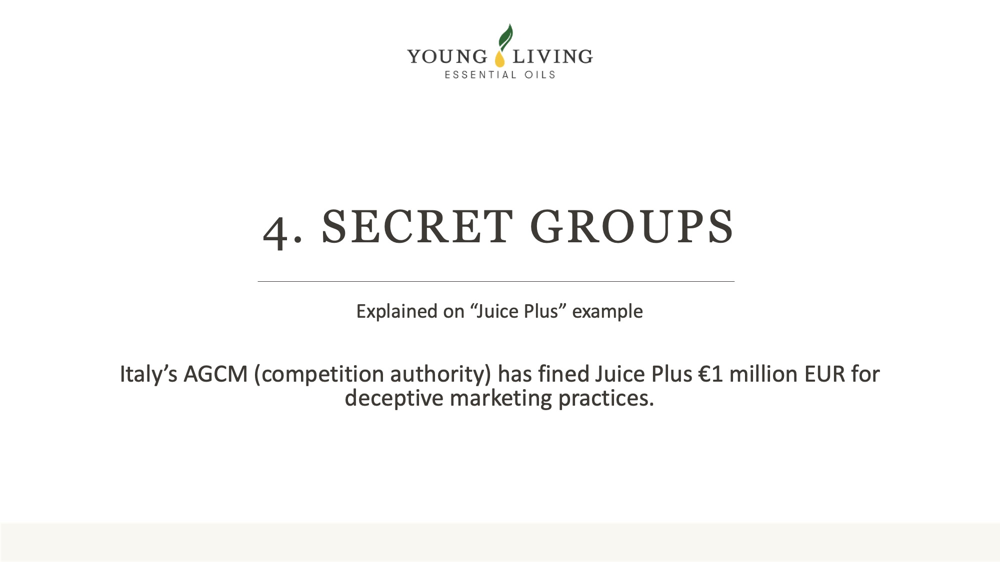 YOUNG LIVING
ESSENTIAL OILS
4. SECRET GROUPS
Explained on “Juice Plus” example
Italy’s AGCM (competition authority) has fined Juice Plus €1 million EUR for
deceptive marketing practices.